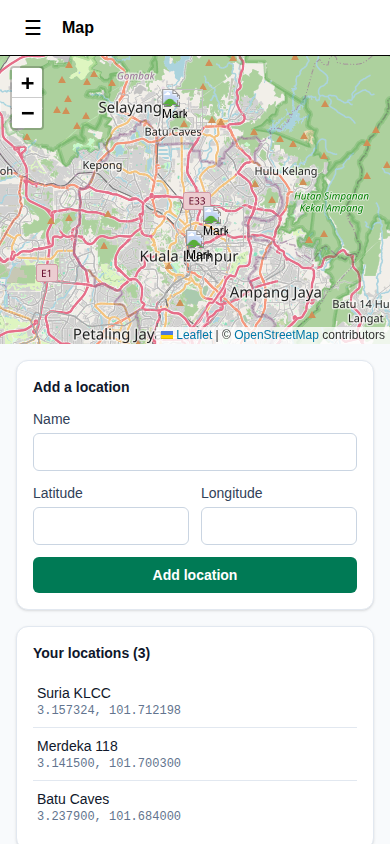 ☰ Map
+
−
Gombak
Selayang
Mark
Batu Caves
Kepong
Hulu Kelang
Hutan Simpanan
Kekal Ampang
E33
Mark
Mark
Kuala Lumpur
E1
Ampang Jaya
Batu 14 Hu
Langat
Petaling Jay
Leaflet | © OpenStreetMap contributors
Add a location
Name
Latitude Longitude
Add location
Your locations (3)
Suria KLCC
3.157324, 101.712198
Merdeka 118
3.141500, 101.700300
Batu Caves
3.237900, 101.684000